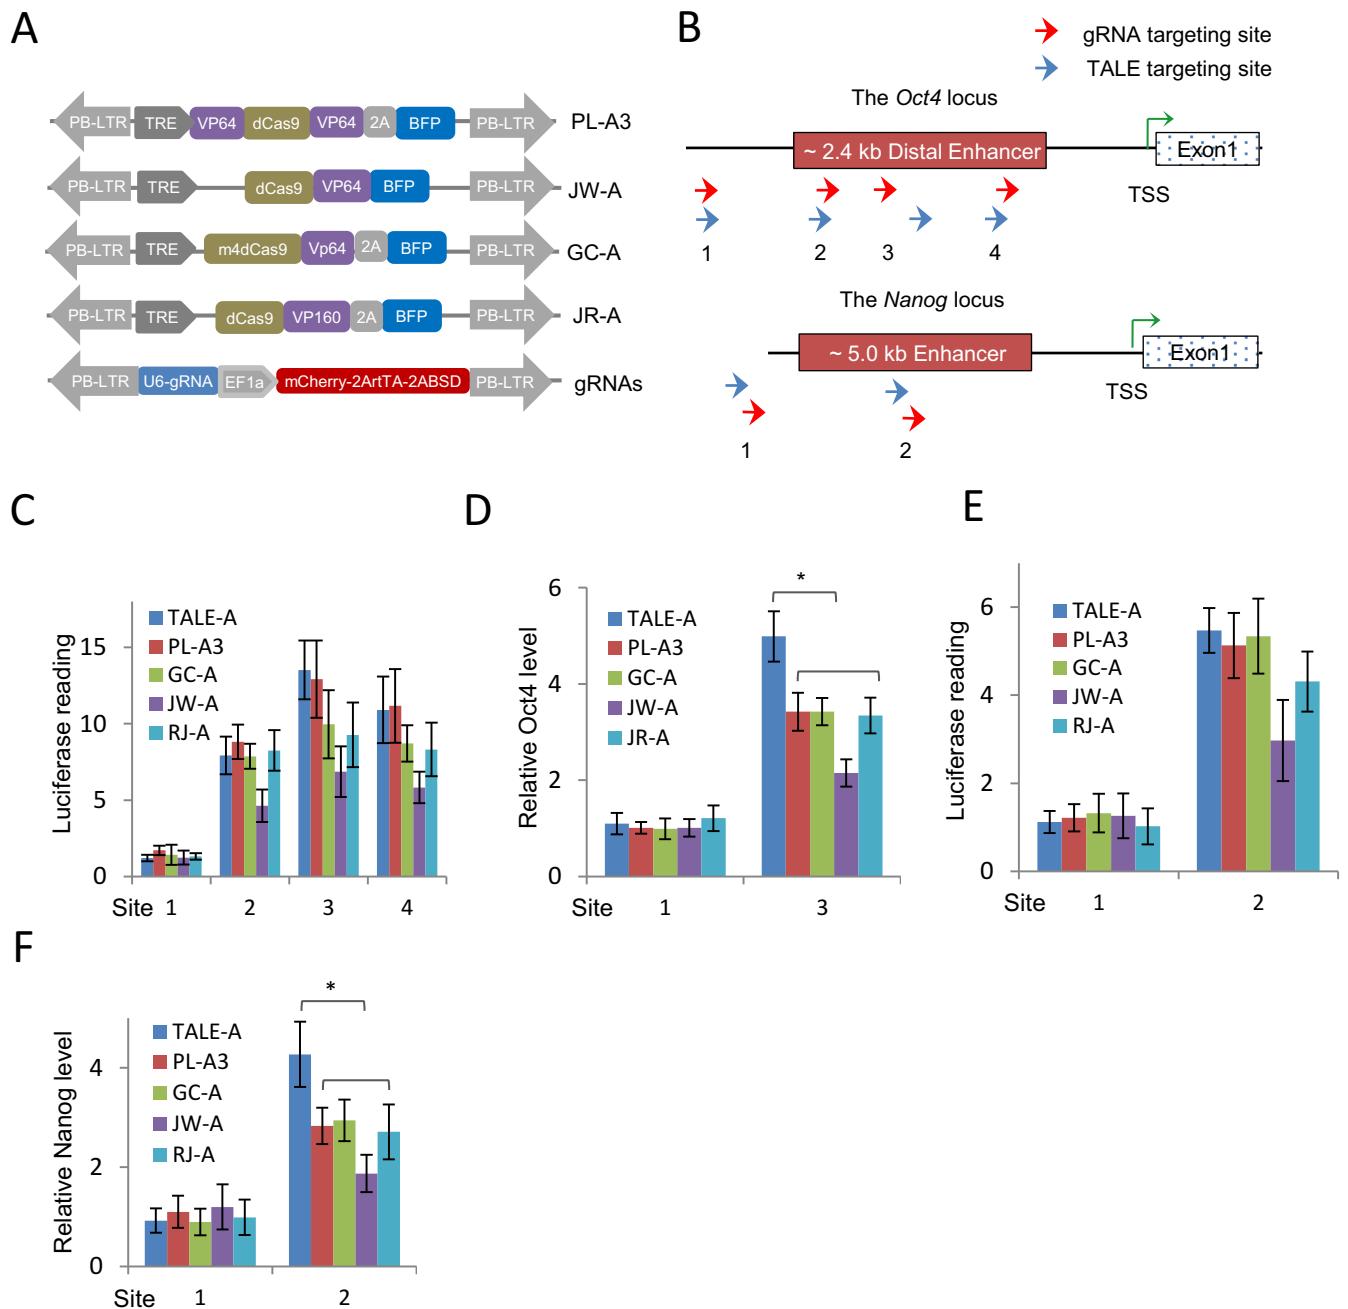 A
PB-LTR TRE VP64 dCas9 VP64 2A BFP PB-LTR PL-A3
PB-LTR TRE dCas9 VP64 BFP PB-LTR JW-A
PB-LTR TRE m4dCas9 Vp64 2A BFP PB-LTR GC-A
PB-LTR TRE dCas9 VP160 2A BFP PB-LTR JR-A
PB-LTR U6-gRNA EF1a mCherry-2ArtTA-2ABSD PB-LTR gRNAs
B
gRNA targeting site
TALE targeting site
The Oct4 locus
~ 2.4 kb Distal Enhancer Exon1
TSS
1 2 3 4
The Nanog locus
~ 5.0 kb Enhancer Exon1
TSS
1 2
C
Luciferase reading
15
10
5
0
TALE-A
PL-A3
GC-A
JW-A
RJ-A
Site 1 2 3 4
D
Relative Oct4 level
6
4
2
0
TALE-A
PL-A3
GC-A
JW-A
JR-A
*
Site 1 3
E
Luciferase reading
6
4
2
0
TALE-A
PL-A3
GC-A
JW-A
RJ-A
Site 1 2
F
Relative Nanog level
4
2
0
TALE-A
PL-A3
GC-A
JW-A
RJ-A
*
Site 1 2